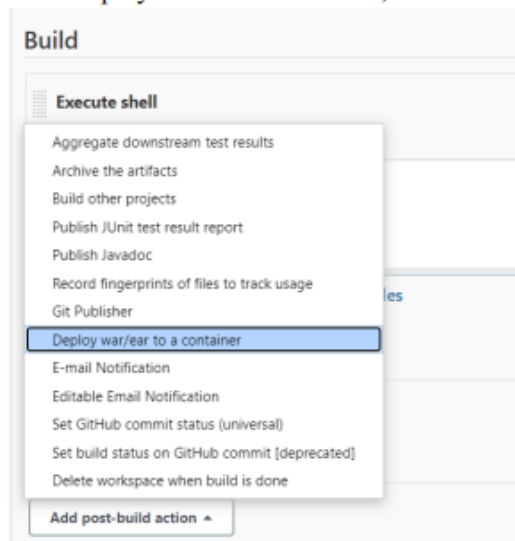 Build
Execute shell
Aggregate downstream test results
Archive the artifacts
Build other projects
Publish JUnit test result report
Publish Javadoc
Record fingerprints of files to track usage
les
Git Publisher
Deploy war/ear to a container
E-mail Notification
Editable Email Notification
Set GitHub commit status (universal)
Set build status on GitHub commit [deprecated]
Delete workspace when build is done
Add post-build action